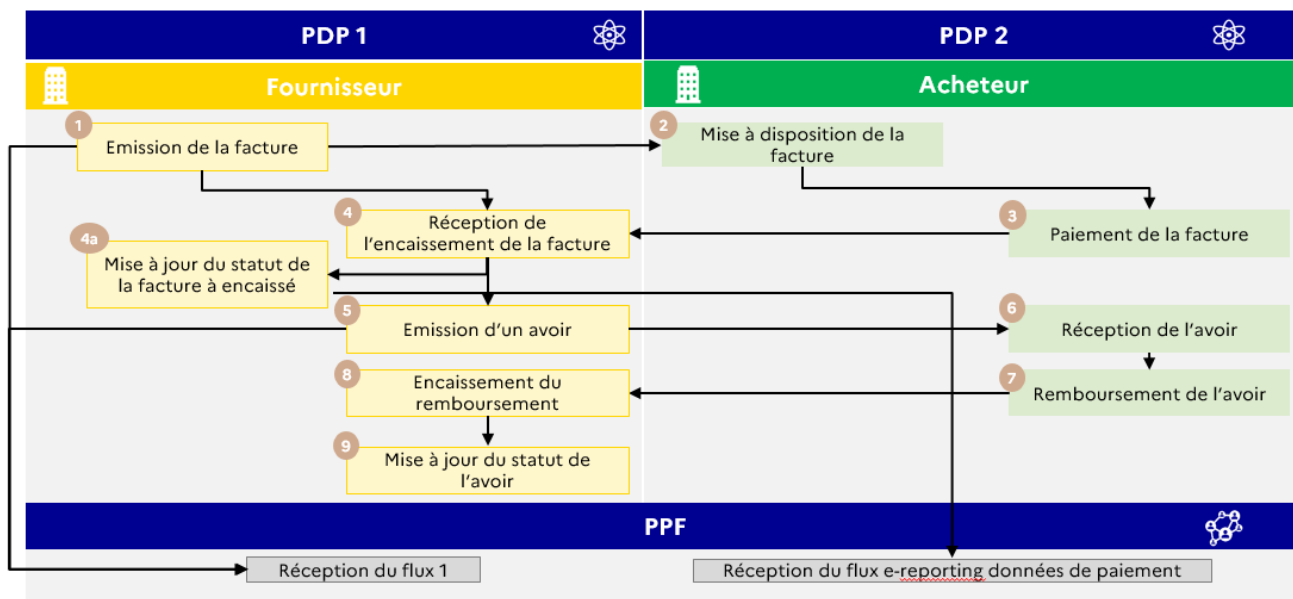 PDP 1
PDP 2
Fournisseur
Acheteur
1
Emission de la facture
2
Mise à disposition de la
facture
4
Réception de
l'encaissement de la facture
3
Paiement de la facture
4a
Mise à jour du statut de
la facture à encaissé
5
Emission d'un avoir
6
Réception de l'avoir
8
Encaissement du
remboursement
7
Remboursement de l'avoir
9
Mise à jour du statut de
l'avoir
PPF
Réception du flux 1
Réception du flux e-reporting données de paiement